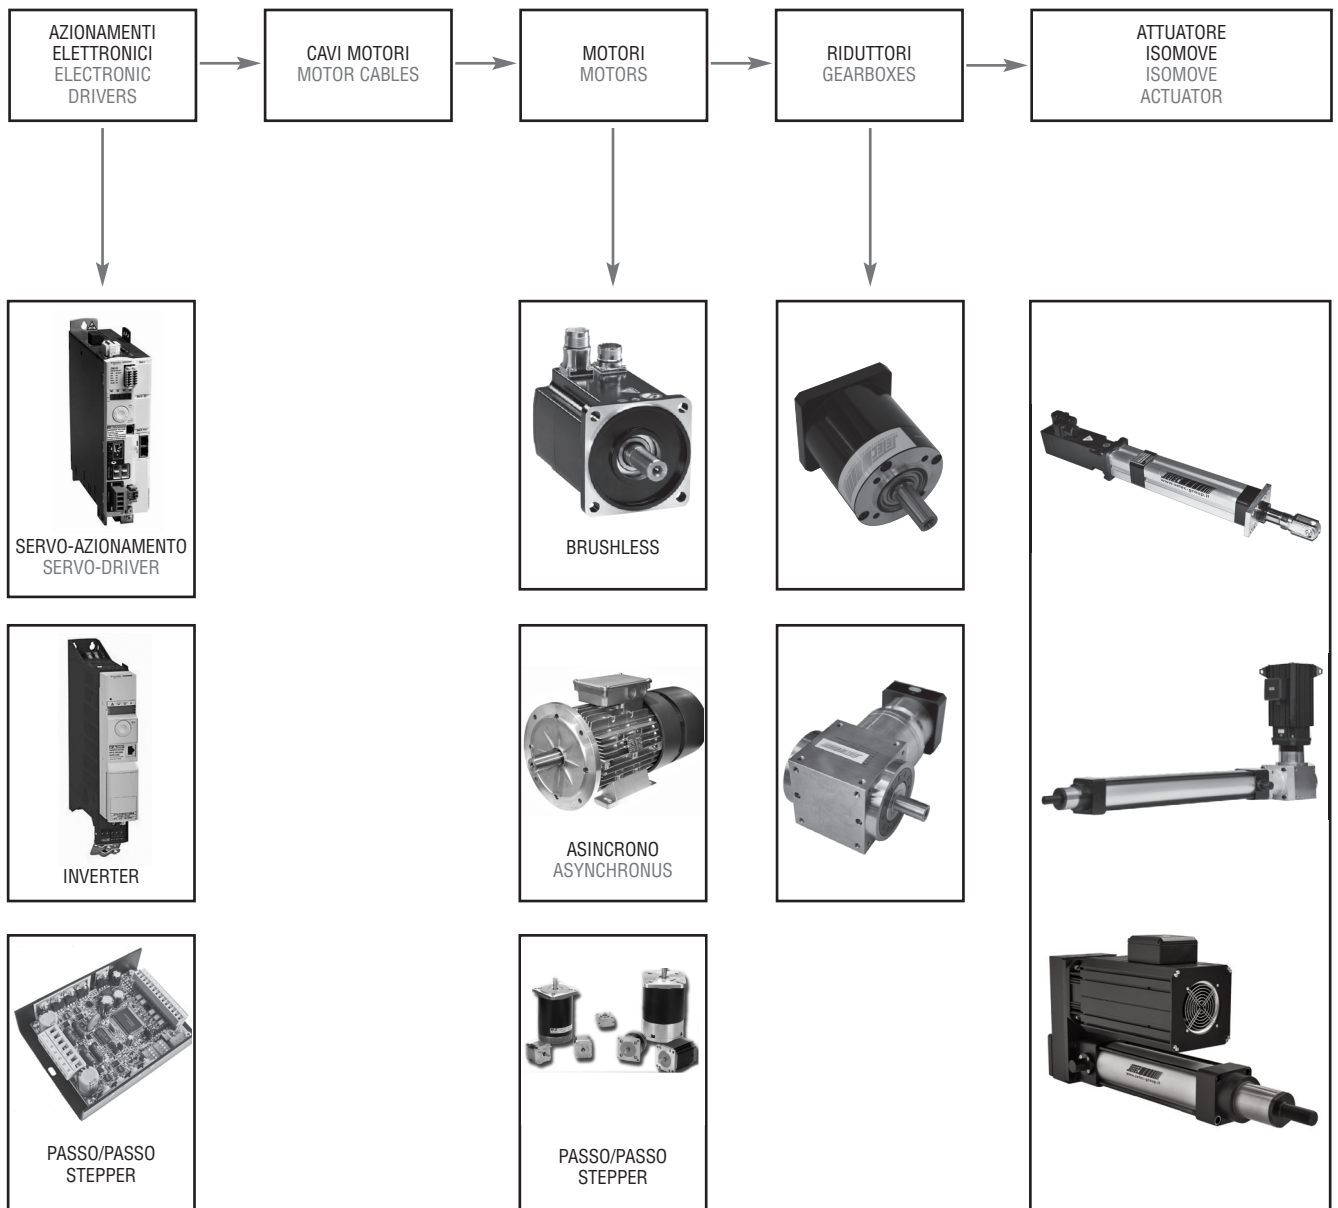 AZIONAMENTI
ELETTRONICI
ELECTRONIC
DRIVERS
CAVI MOTORI
MOTOR CABLES
MOTORI
MOTORS
RIDUTTORI
GEARBOXES
ATTUATORE
ISOMOVE
ISOMOVE
ACTUATOR
SERVO-AZIONAMENTO
SERVO-DRIVER
BRUSHLESS
INVERTER
ASINCRONO
ASYNCHRONUS
PASSO/PASSO
STEPPER
PASSO/PASSO
STEPPER